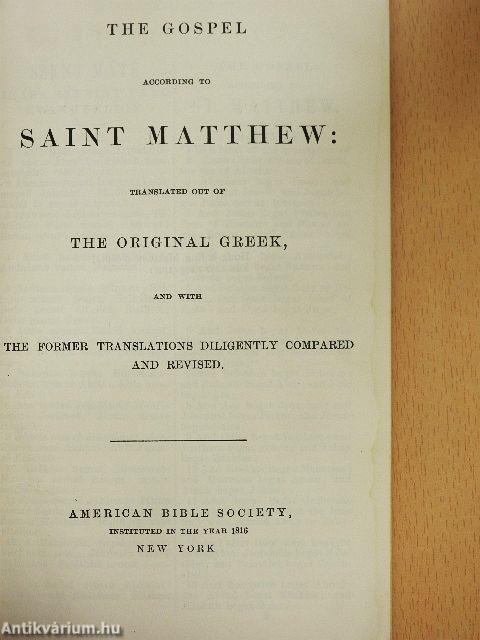 THE GOSPEL
ACCORDING TO
SAINT MATTHEW:
TRANSLATED OUT OF
THE ORIGINAL GREEK,
AND WITH
THE FORMER TRANSLATIONS DILIGENTLY COMPARED
AND REVISED.
AMERICAN BIBLE SOCIETY,
INSTITUTED IN THE YEAR 1816
NEW YORK
Antikvárium.hu